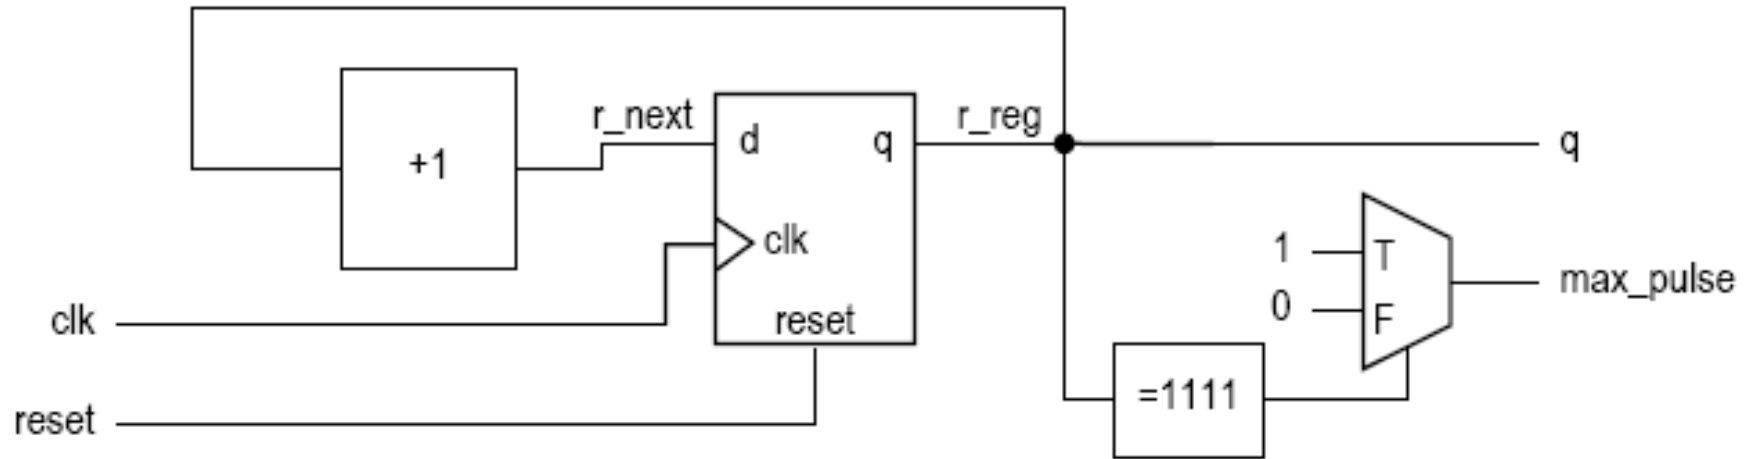 r_next
r_reg
d
q
q
+1
clk
1
T
max_pulse
0
F
clk
reset
=1111
reset